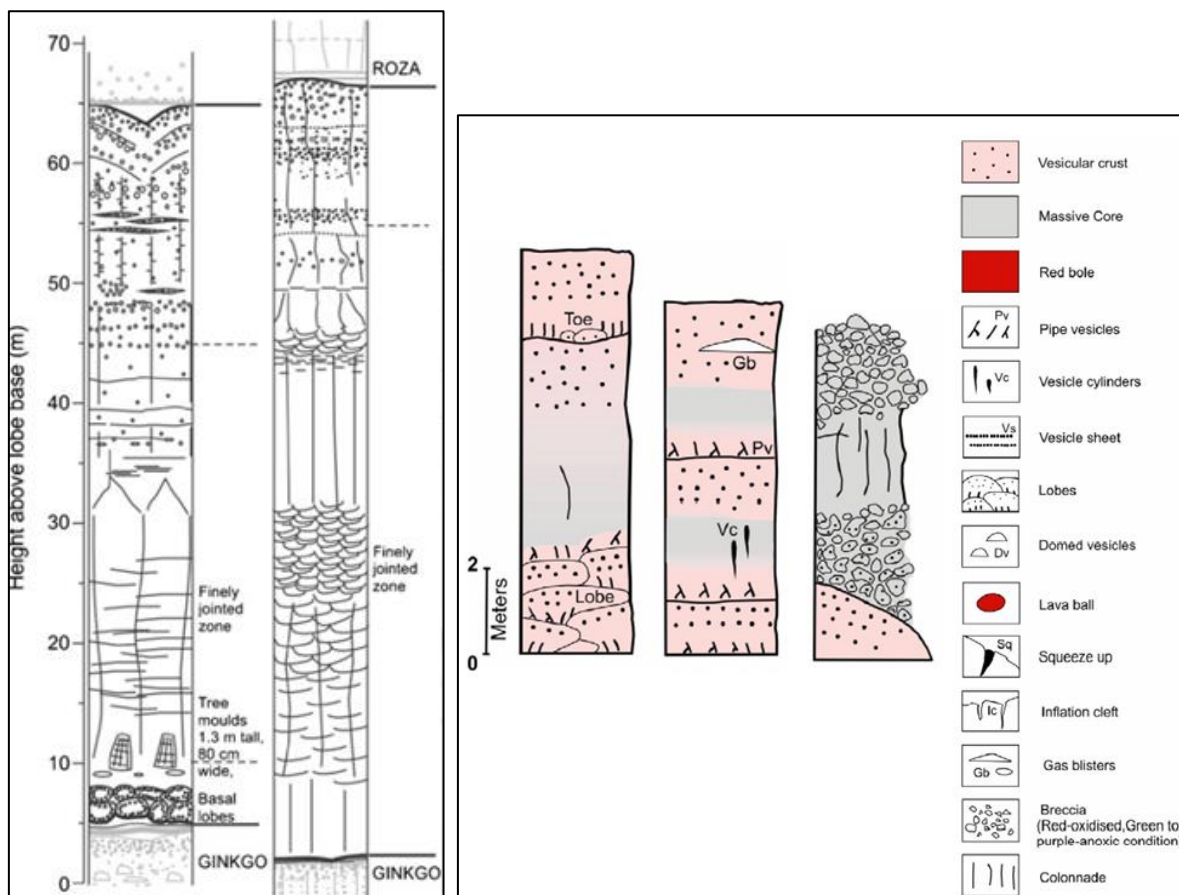 Height above lobe base (m)
70
60
50
40
30
20
10
0
Finely
jointed
zone
Tree
moulds
1.3 m tall,
80 cm
wide,
Basal
lobes
GINKGO
ROZA
Finely
jointed
zone
GINKGO
Meters
2
0
Toe
Lobe
Gb
Pv
Vc
Vesicular crust
Massive Core
Red bole
Pv
Pipe vesicles
Vc
Vesicle cylinders
Vs
Vesicle sheet
Lobes
Dv
Domed vesicles
Lava ball
Sq
Squeeze up
Ic
Inflation cleft
Gb
Gas blisters
Breccia
(Red-oxidised,Green to
purple-anoxic condition
Colonnade